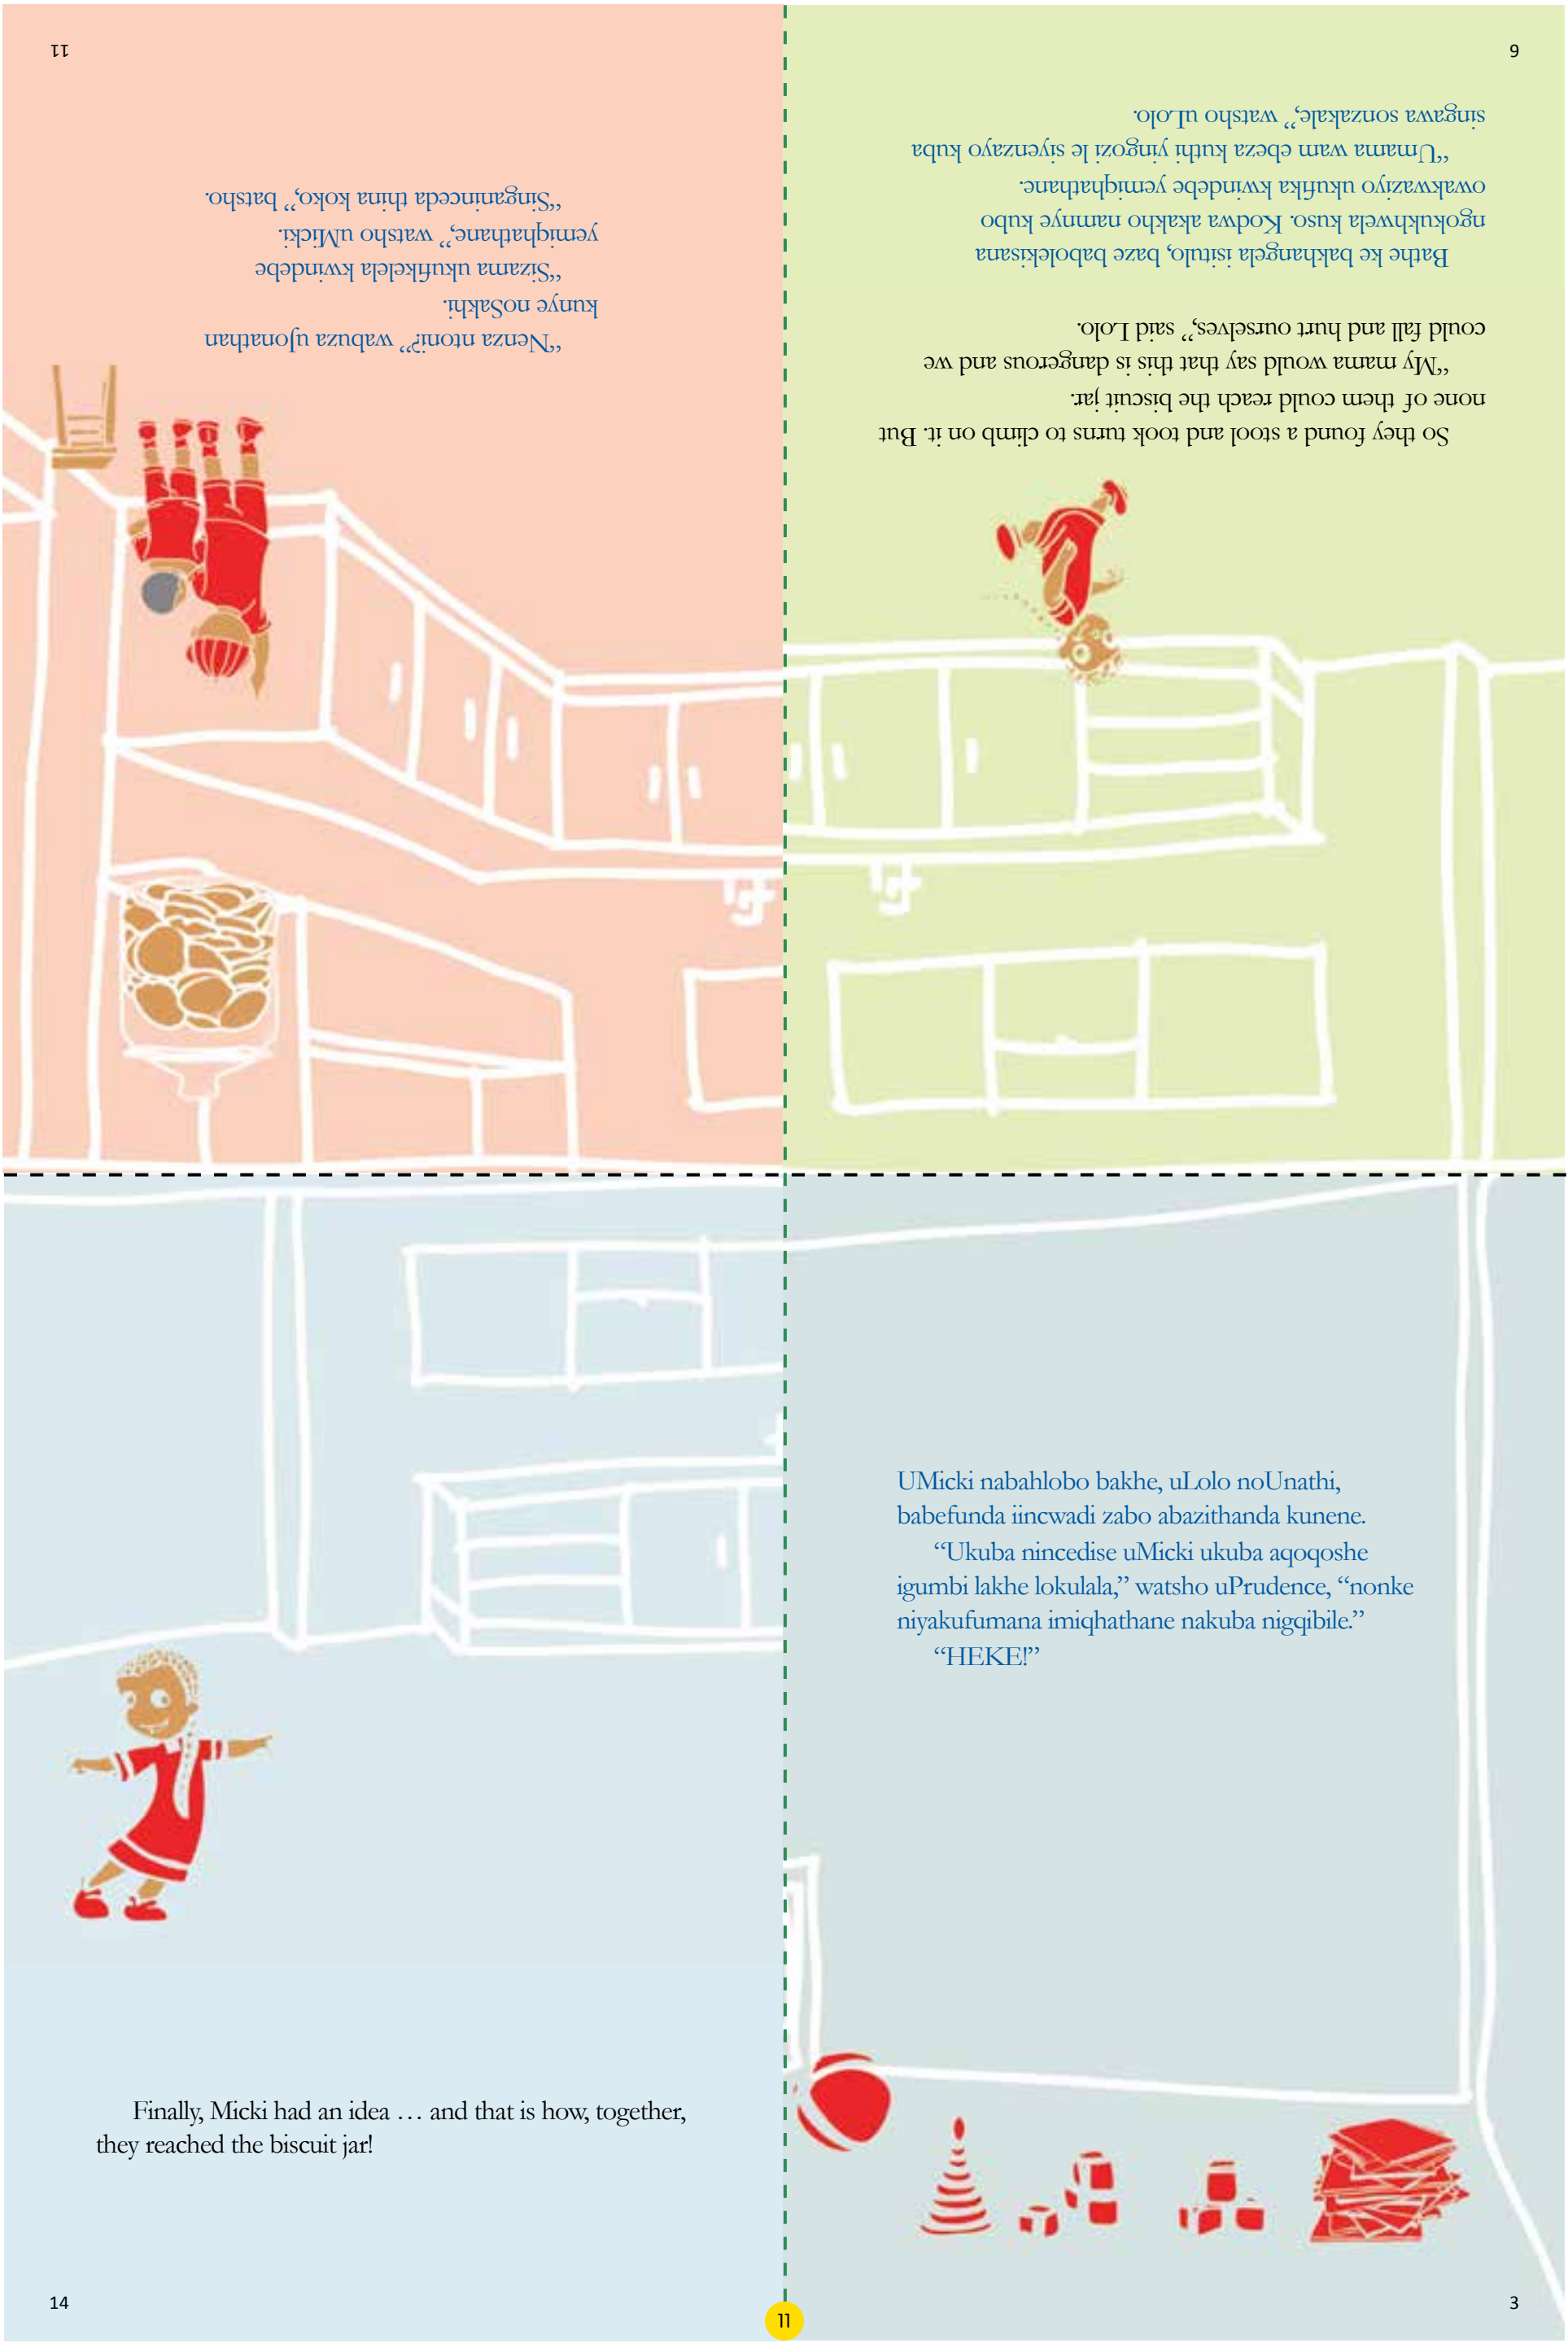 “Nenza ntoni?” wabuza uJonathan
kunye noSakhi.
“Sizama ukufikelela kwindebe
yemiqhathane,” watsho uMicki.
“Singaninceda thina koko,” batsho.
11
So they found a stool and took turns to climb on it. But
none of them could reach the biscuit jar.
“My mama would say that this is dangerous and we
could fall and hurt ourselves,” said Lolo.
Bathe ke bakhangela isitulo, baze babolekisana
ngokukhwela kuso. Kodwa akakho namnye kubo
owakwaziyo ukufika kwindebe yemiqhathane.
“Umama wam ebeza kuthi yingozi le siyenzayo kuba
singawa sonzakale,” watsho uLolo.
6
Finally, Micki had an idea … and that is how, together,
they reached the biscuit jar!
14
UMicki nabahlobo bakhe, uLolo noUnathi,
babefunda iincwadi zabo abazithanda kunene.
“Ukuba nincedise uMicki ukuba aqoqoshe
igumbi lakhe lokulala,” watsho uPrudence, “nonke
niyakufumana imiqhathane nakuba nigqibile.”
“HEKE!”
3
11